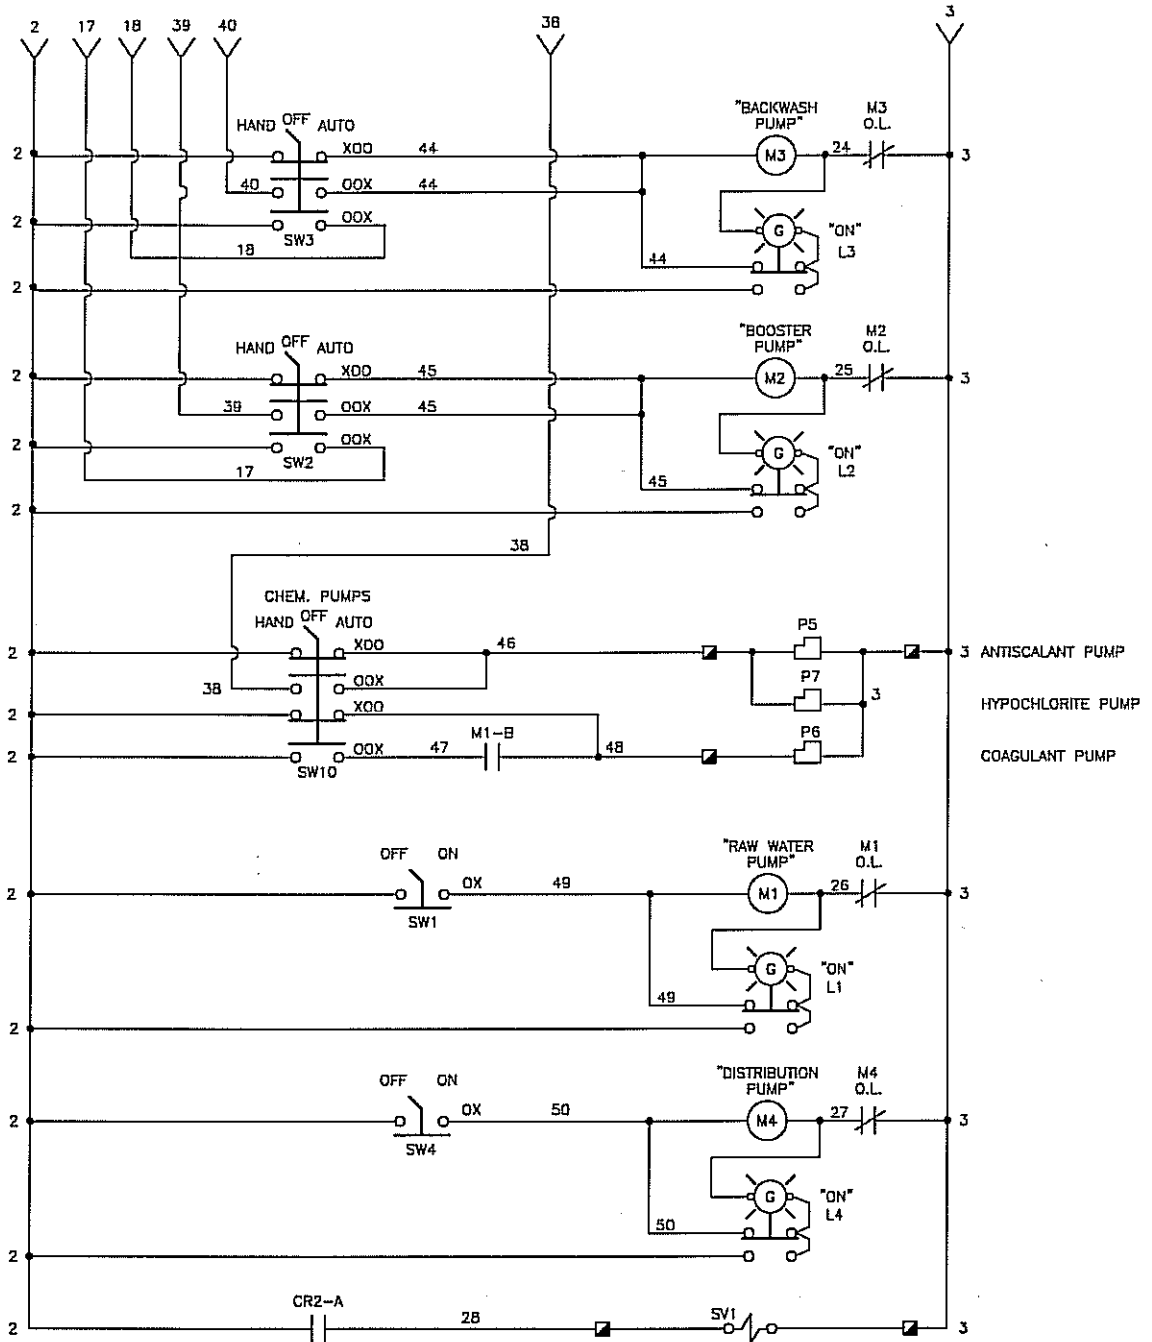 2 17 18 39 40 38 3
"BACKWASH PUMP" M3 O.L.
HAND OFF AUTO
2 XOO 44 M3 24 3
40 OOX 44
2 OOX G "ON" L3
SW3
18 44
2
"BOOSTER PUMP" M2 O.L.
HAND OFF AUTO
2 XOO 45 M2 25 3
39 OOX 45
2 OOX G "ON" L2
SW2
17 45
2
38
CHEM. PUMPS
HAND OFF AUTO
2 XOO 46 P5 3 ANTISCALANT PUMP
38 OOX P7 3 HYPOCHLORITE PUMP
2 XOO
M1-B P6
2 OOX 47 48 COAGULANT PUMP
SW10
OFF ON "RAW WATER PUMP" M1 O.L.
2 OX 49 M1 26 3
SW1
G "ON" L1
49
2
OFF ON "DISTRIBUTION PUMP" M4 O.L.
2 OX 50 M4 27 3
SW4
G "ON" L4
50
2
CR2-A
2 28 SV1 3